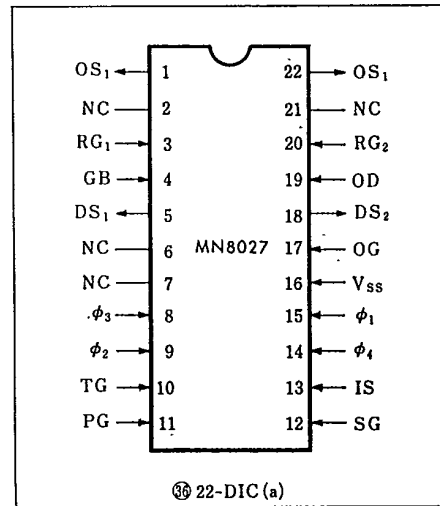 OS₁ 1 22 OS₁
NC 2 21 NC
RG₁ 3 20 RG₂
GB 4 19 OD
DS₁ 5 18 DS₂
NC 6 MN8027 17 OG
NC 7 16 Vss
φ₃ 8 15 φ₁
φ₂ 9 14 φ₄
TG 10 13 IS
PG 11 12 SG
㊱ 22-DIC (a)